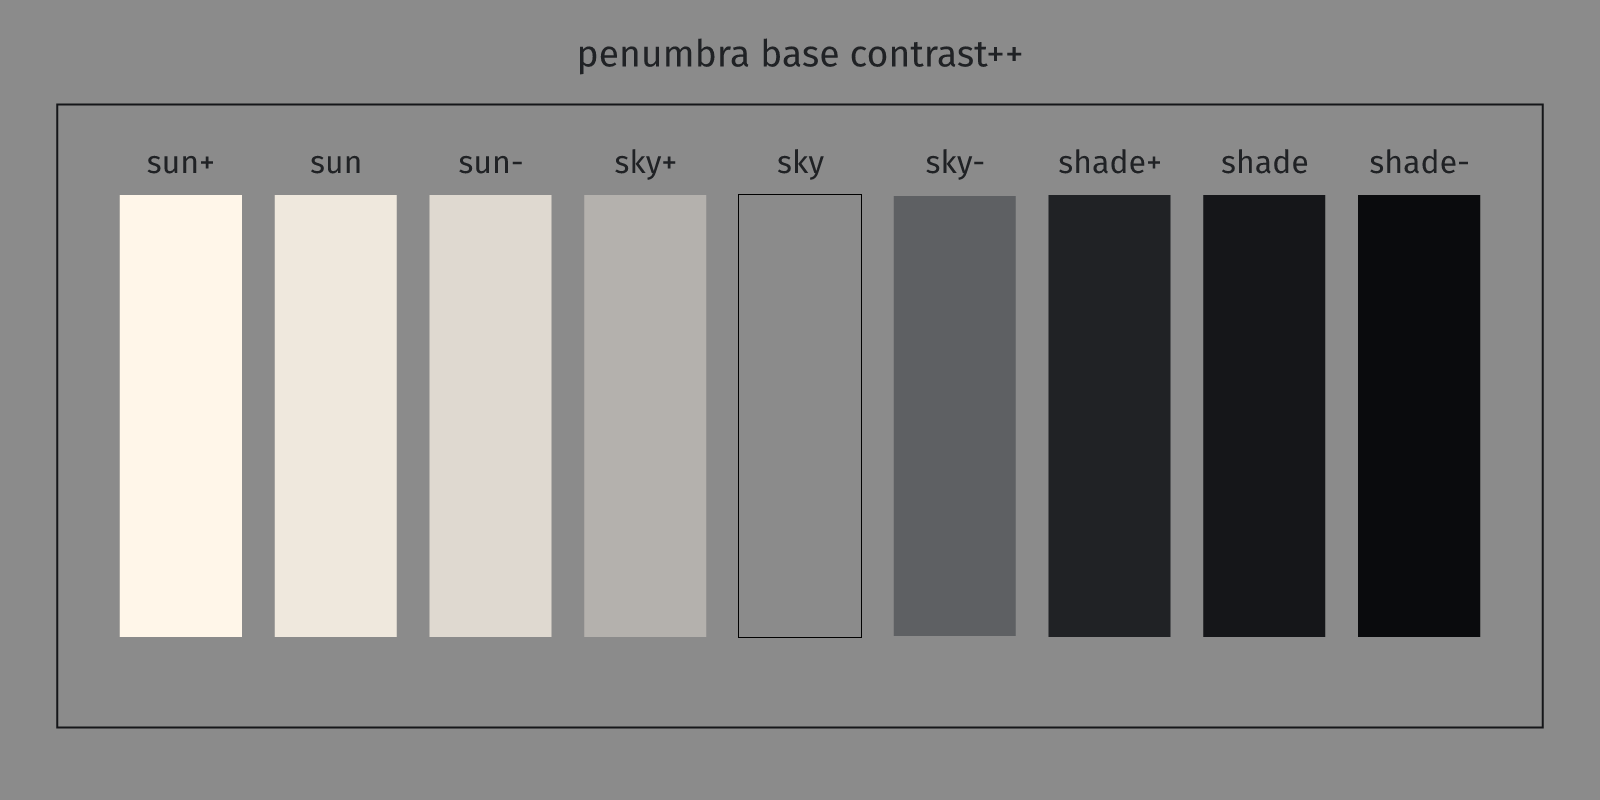 penumbra base contrast++
sun+ sun sun- sky+ sky sky- shade+ shade shade-